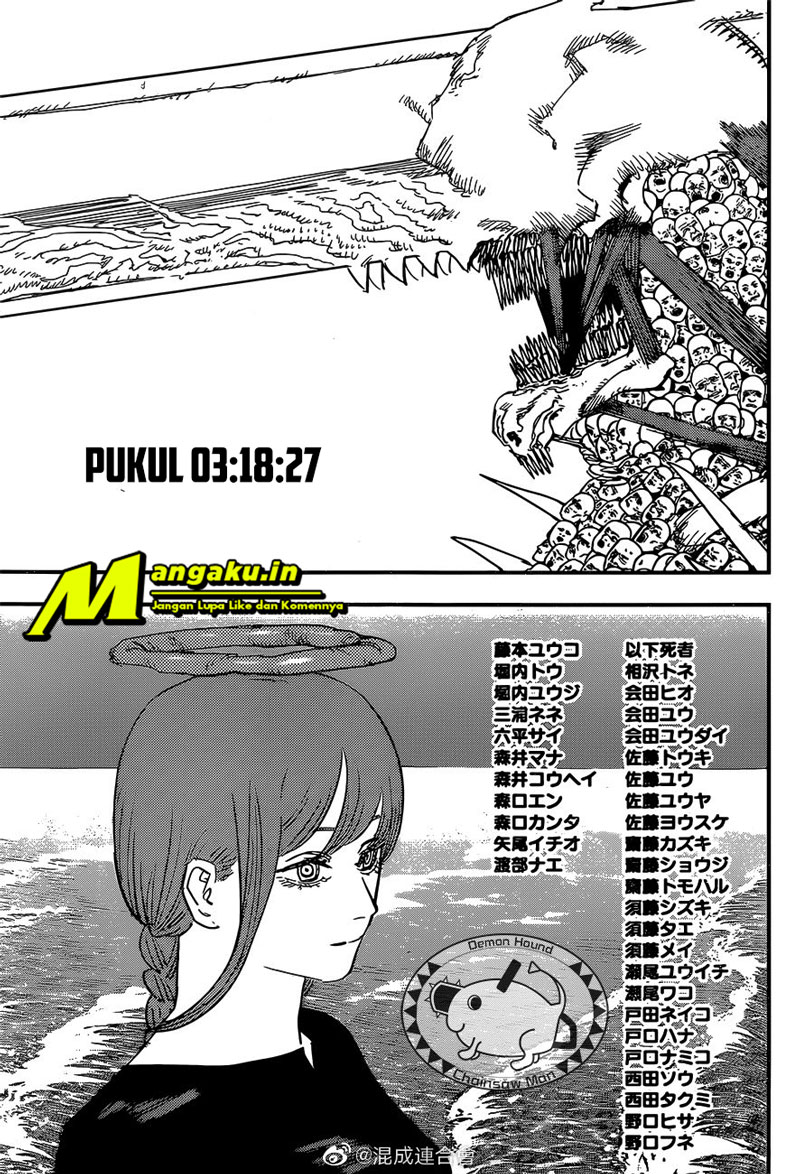 PUKUL 03:18:27
Mangaku.in
Jangan Lupa Like dan Komennya
以下死者
相沢トネ
会田ヒオ
会田ユウ
会田ユウダイ
佐藤トウキ
佐藤ユウ
佐藤ユウヤ
佐藤ヨウスケ
齋藤カズキ
齋藤ショウジ
齋藤トモハル
須藤シズキ
須藤タエ
須藤メイ
瀬尾ユウイチ
瀬尾ワコ
戸田ネイコ
戸口ハナ
戸口ナミコ
西田ソウ
西田タクミ
野口ヒサ
野口フネ
藤本ユウコ
堀内トウ
堀内ユウジ
三洞ネネ
六平サイ
森井マナ
森井コウヘイ
森口エン
森口カンタ
矢尾イチオ
渡部ナエ
Demon Hound
Chainsaw Man
@混成連合體